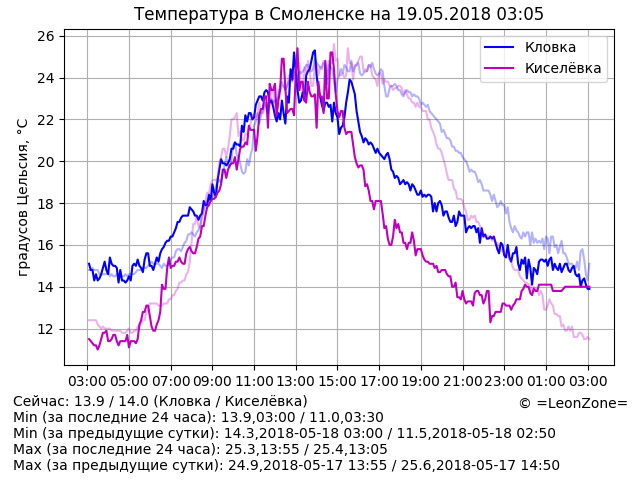 Температура в Смоленске на 19.05.2018 03:05
26
24
22
20
18
16
14
12
градусов Цельсия, °C
Кловка
Киселёвка
03:00 05:00 07:00 09:00 11:00 13:00 15:00 17:00 19:00 21:00 23:00 01:00 03:00
Сейчас: 13.9 / 14.0 (Кловка / Киселёвка)
© =LeonZone=
Min (за последние 24 часа): 13.9,03:00 / 11.0,03:30
Min (за предыдущие сутки): 14.3,2018-05-18 03:00 / 11.5,2018-05-18 02:50
Max (за последние 24 часа): 25.3,13:55 / 25.4,13:05
Max (за предыдущие сутки): 24.9,2018-05-17 13:55 / 25.6,2018-05-17 14:50